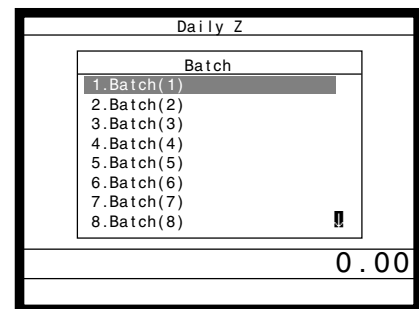 Daily Z
Batch
1.Batch(1)
2.Batch(2)
3.Batch(3)
4.Batch(4)
5.Batch(5)
6.Batch(6)
7.Batch(7)
8.Batch(8)
0.00